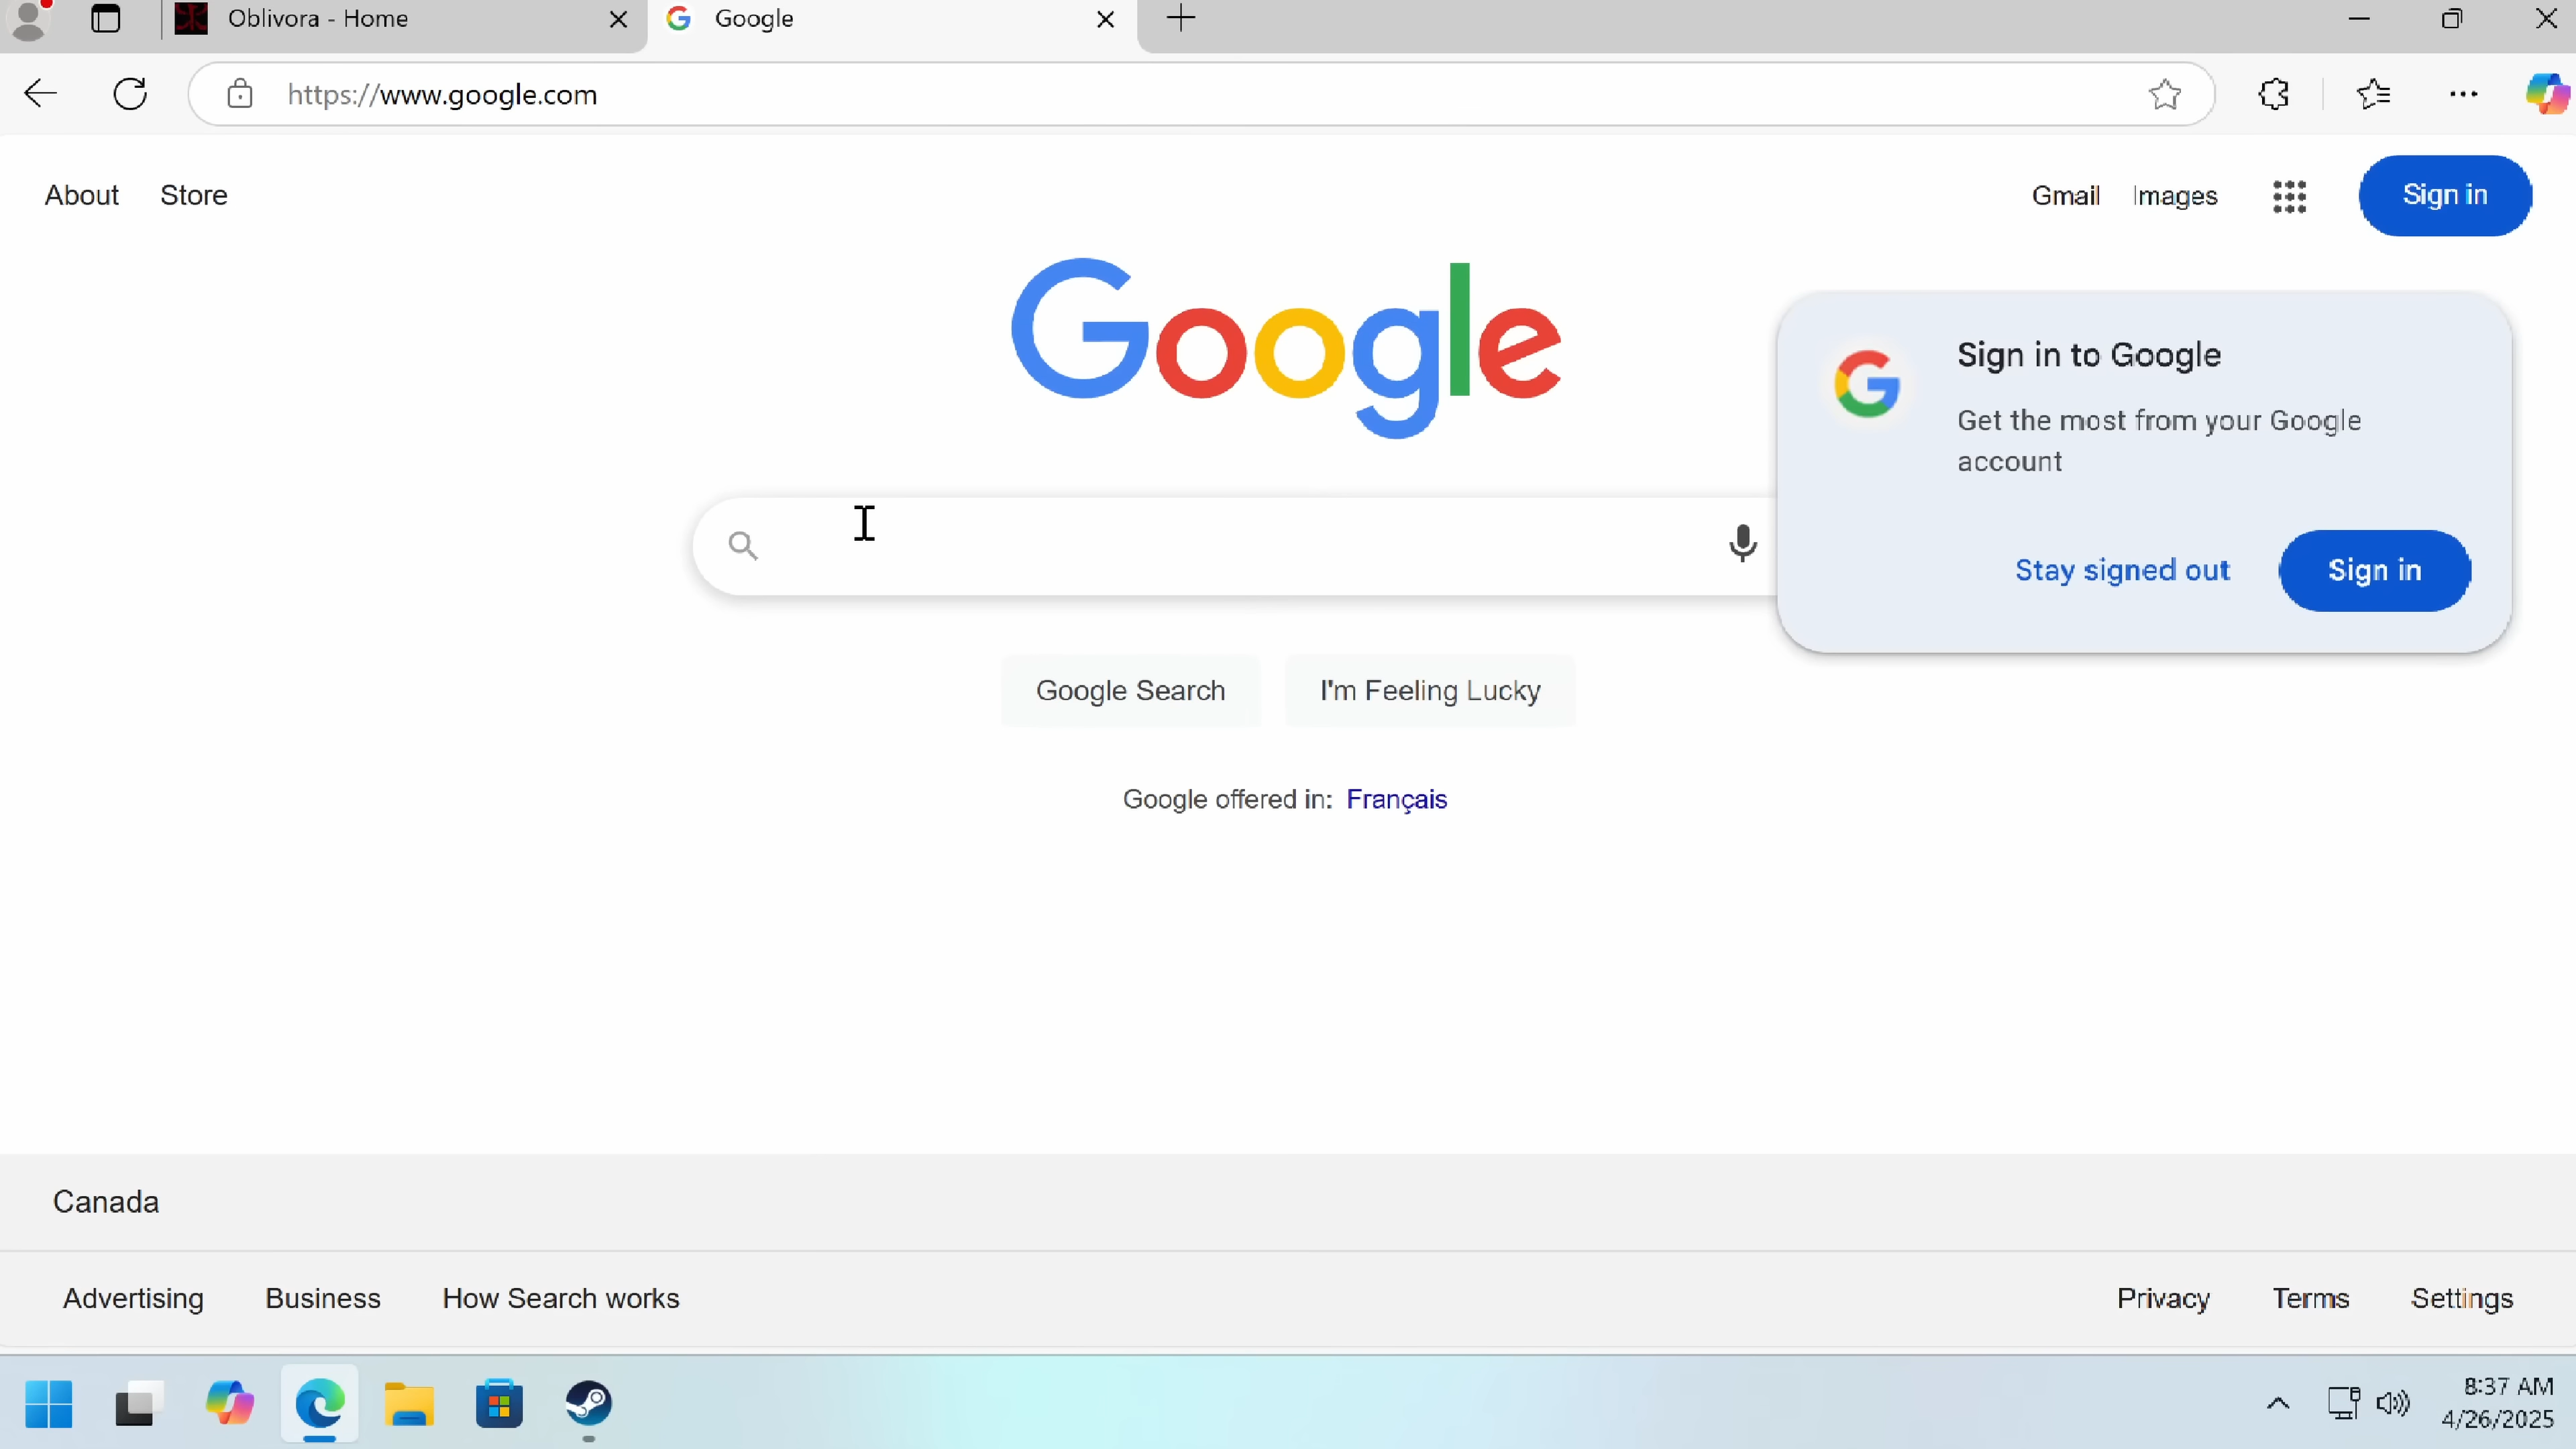 Oblivora - Home
Google
https://www.google.com
About Store
Gmail Images Sign in
Google
Sign in to Google
Get the most from your Google
account
Stay signed out Sign in
Google Search I'm Feeling Lucky
Google offered in: Français
Canada
Advertising Business How Search works
Privacy Terms Settings
8:37 AM
4/26/2025